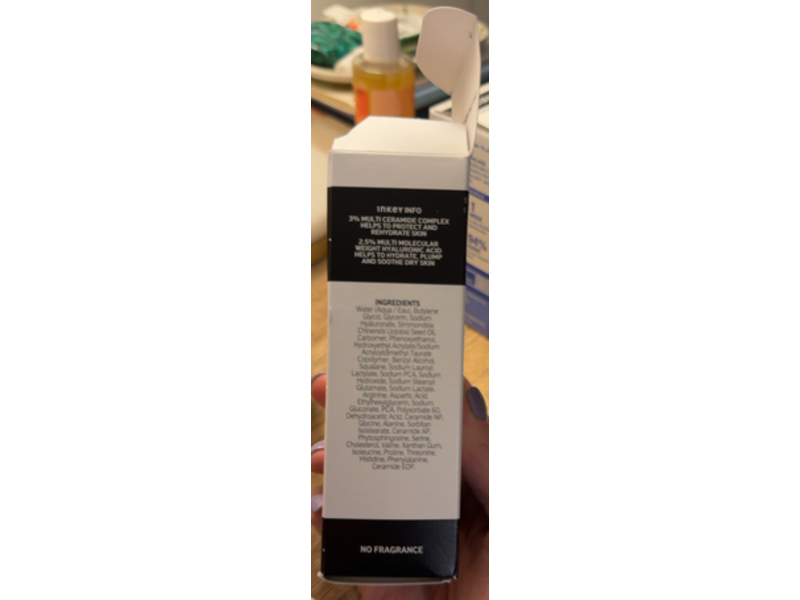 INKEY INFO
3% MULTI CERAMIDE COMPLEX
HELPS TO PROTECT AND
REHYDRATE SKIN
2.5% MULTI MOLECULAR
WEIGHT HYALURONIC ACID
HELPS TO HYDRATE, PLUMP
AND SOOTHE DRY SKIN
INGREDIENTS
Water (Aqua / Eau), Butylene
Glycol, Glycerin, Sodium
Hyaluronate, Simmondsia
Chinensis (Jojoba) Seed Oil,
Carbomer, Phenoxyethanol,
Hydroxyethyl Acrylate/Sodium
Acryloyldimethyl Taurate
Copolymer, Benzyl Alcohol,
Squalane, Sodium Lauroyl
Lactylate, Sodium PCA, Sodium
Hydroxide, Sodium Stearoyl
Glutamate, Sodium Lactate,
Arginine, Aspartic Acid,
Ethylhexylglycerin, Sodium
Gluconate, PCA, Polysorbate 60,
Dehydroacetic Acid, Ceramide NP,
Glycine, Alanine, Sorbitan
Isostearate, Ceramide AP,
Phytosphingosine, Serine,
Cholesterol, Valine, Xanthan Gum,
Isoleucine, Proline, Threonine,
Histidine, Phenylalanine,
Ceramide EOP.
NO FRAGRANCE